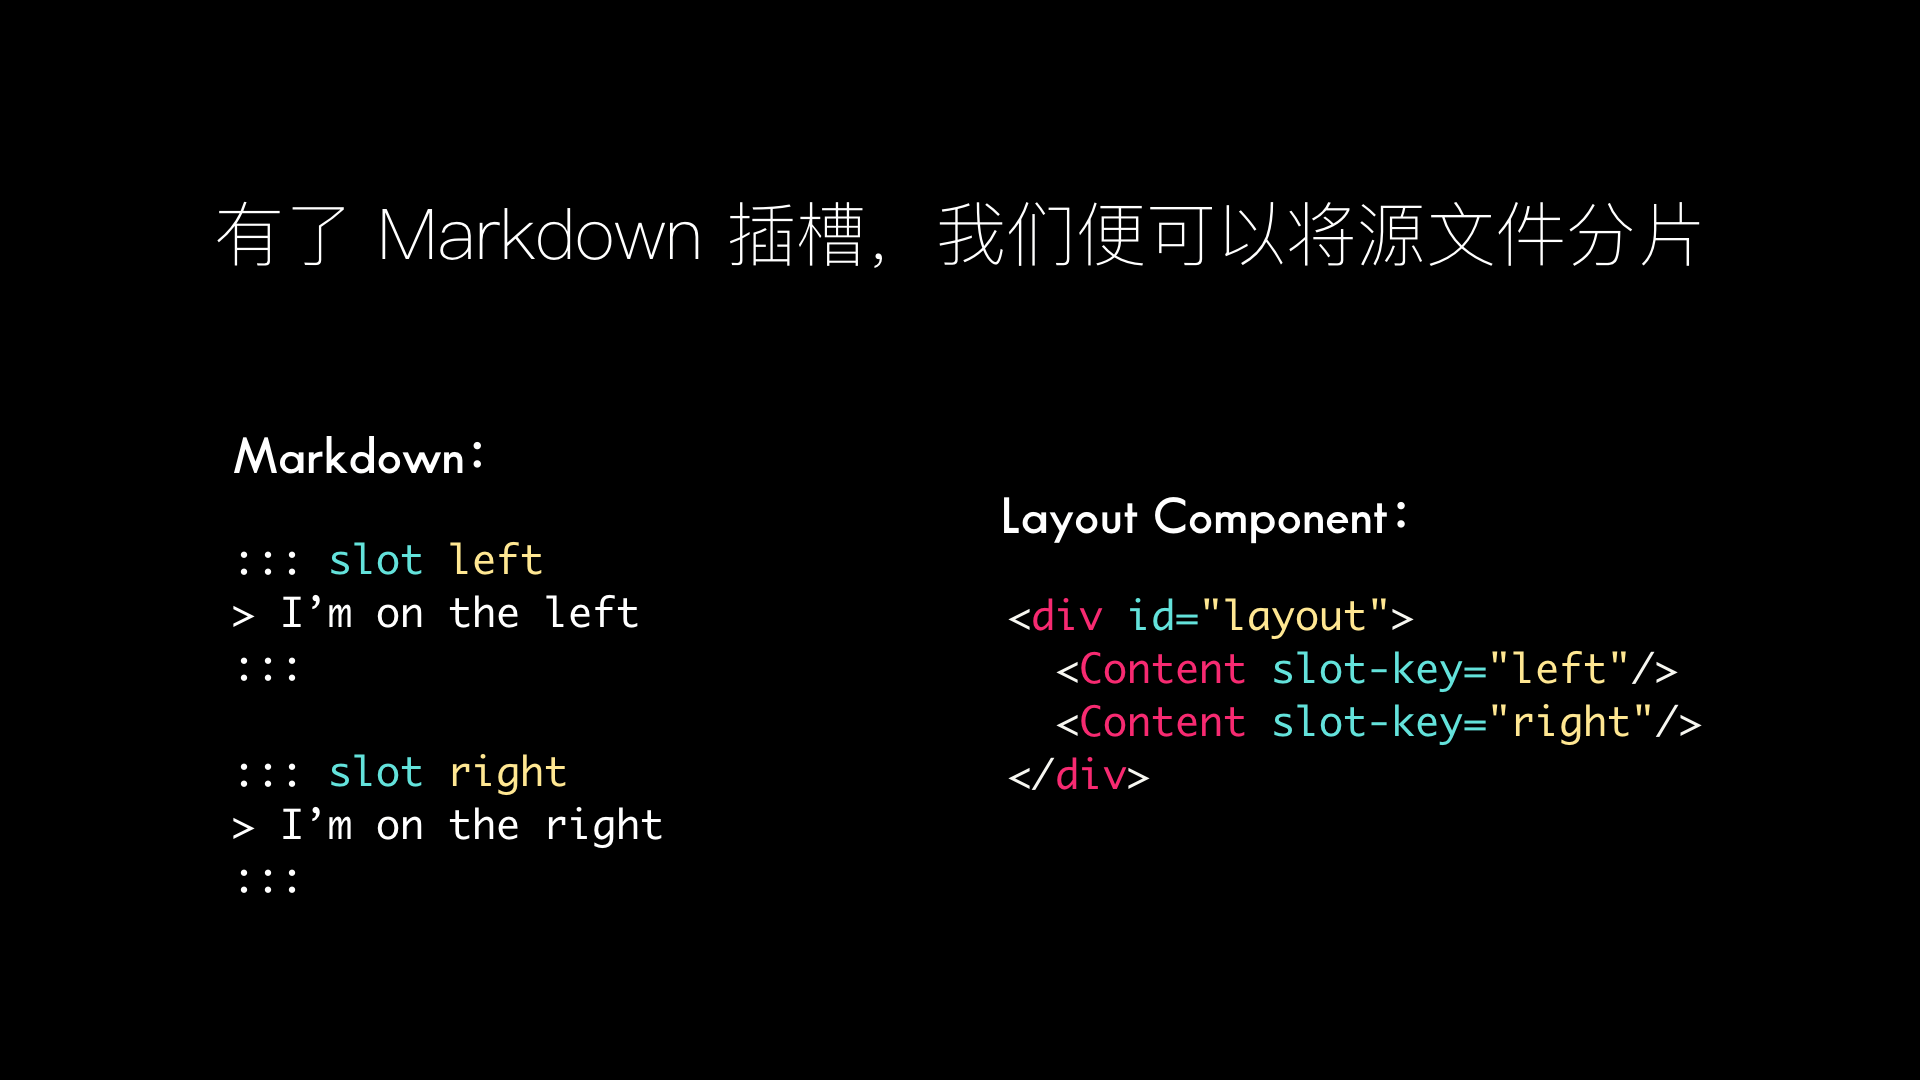 有了 Markdown 插槽，我们便可以将源文件分片
Markdown：
::: slot left
> I’m on the left
:::
::: slot right
> I’m on the right
:::
Layout Component：
<div id="layout">
  <Content slot-key="left"/>
  <Content slot-key="right"/>
</div>